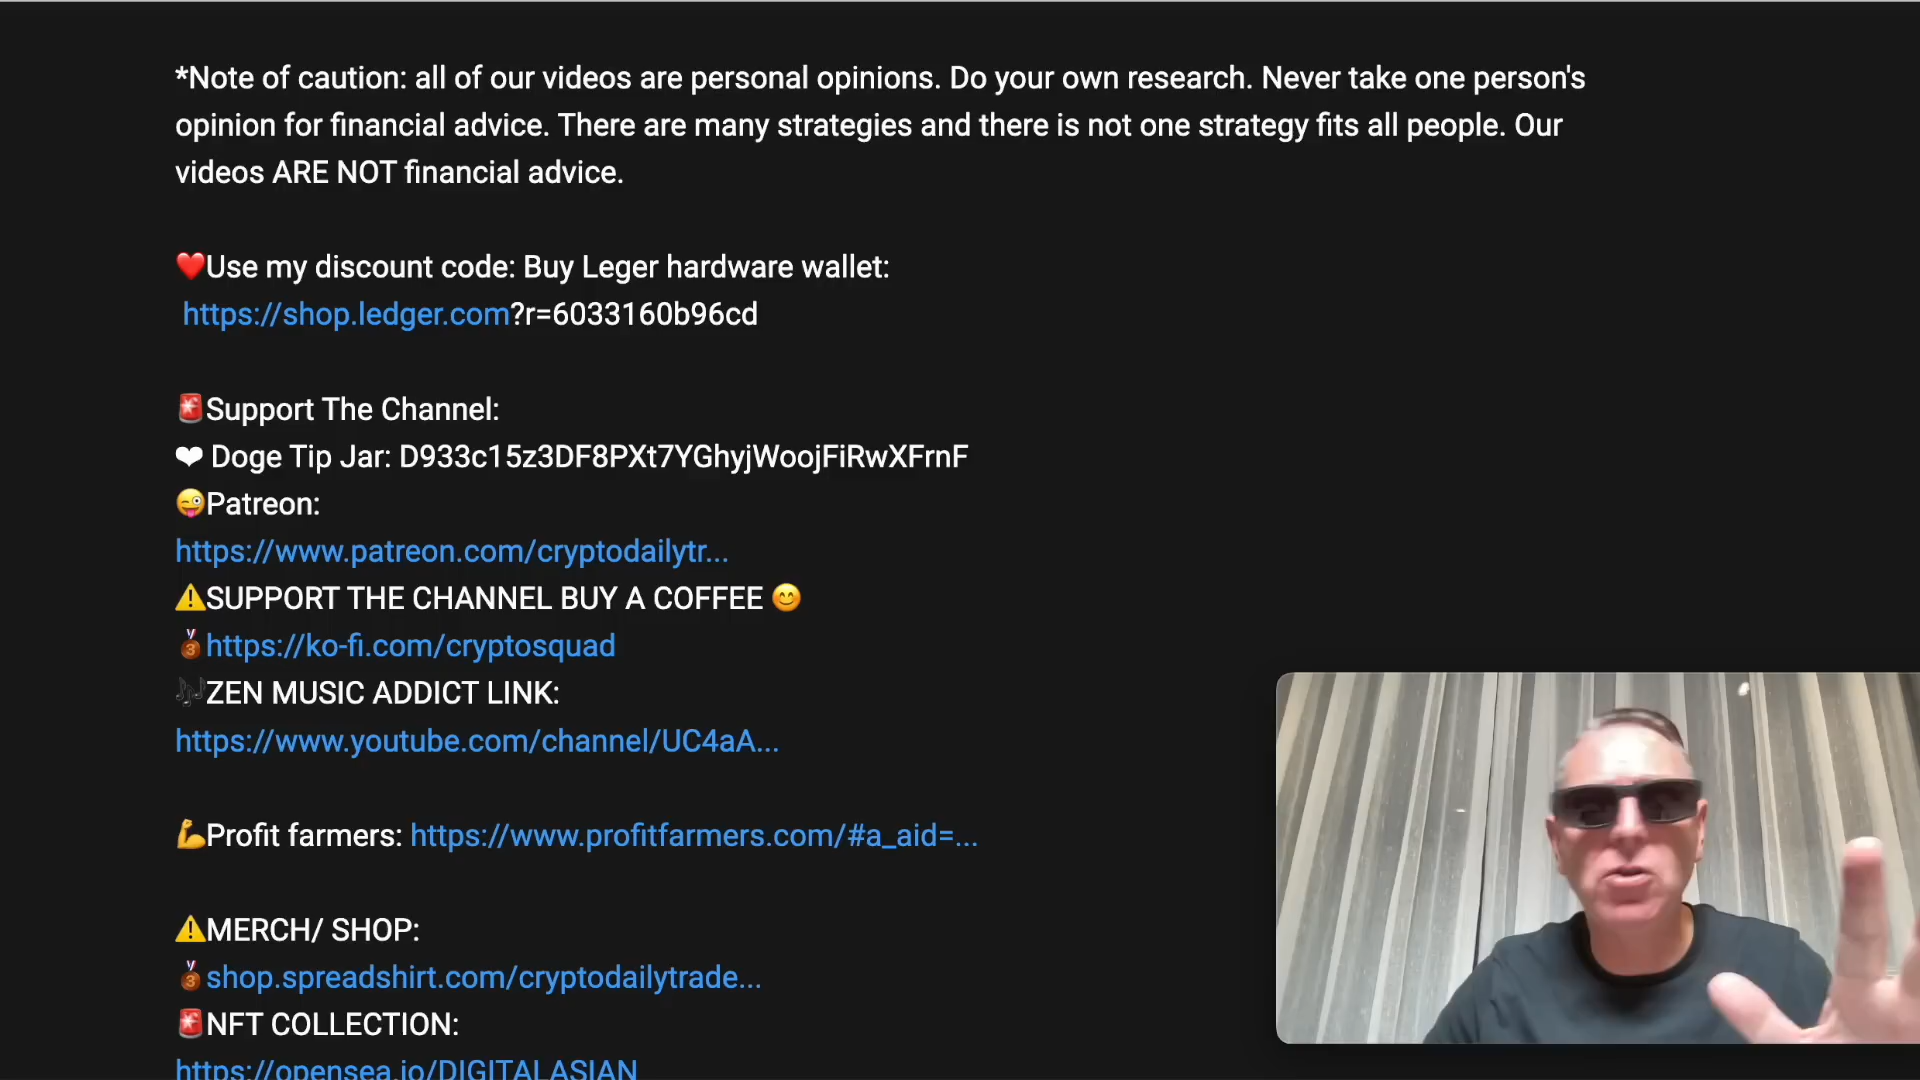 *Note of caution: all of our videos are personal opinions. Do your own research. Never take one person's
opinion for financial advice. There are many strategies and there is not one strategy fits all people. Our
videos ARE NOT financial advice.
❤️Use my discount code: Buy Leger hardware wallet:
https://shop.ledger.com?r=6033160b96cd
🚨Support The Channel:
❤ Doge Tip Jar: D933c15z3DF8PXt7YGhyjWoojFiRwXFrnF
😜Patreon:
https://www.patreon.com/cryptodailytr...
⚠️SUPPORT THE CHANNEL BUY A COFFEE 😊
🥉https://ko-fi.com/cryptosquad
🎶ZEN MUSIC ADDICT LINK:
https://www.youtube.com/channel/UC4aA...
💪Profit farmers: https://www.profitfarmers.com/#a_aid=...
⚠️MERCH/ SHOP:
🥉shop.spreadshirt.com/cryptodailytrade...
🚨NFT COLLECTION:
https://opensea.io/DIGITALASIAN